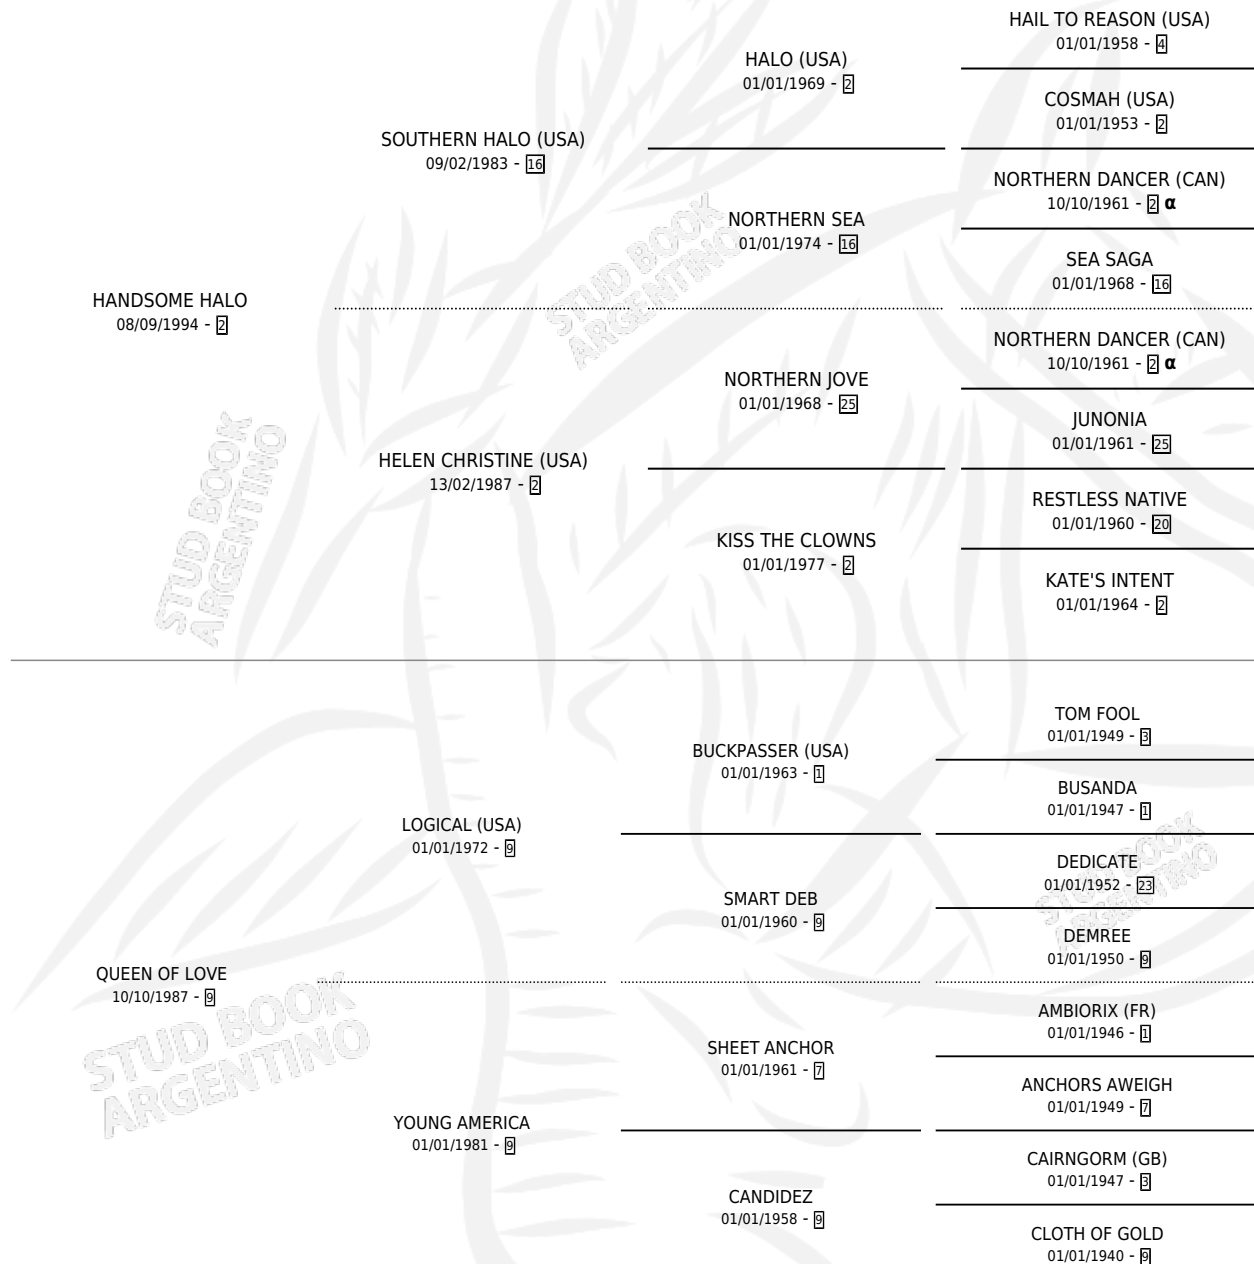 HAIL TO REASON (USA)
01/01/1958 - 4
HALO (USA)
01/01/1969 - 2
COSMAH (USA)
01/01/1953 - 2
SOUTHERN HALO (USA)
09/02/1983 - 16
NORTHERN DANCER (CAN)
10/10/1961 - 2 α
NORTHERN SEA
01/01/1974 - 16
SEA SAGA
01/01/1968 - 16
HANDSOME HALO
08/09/1994 - 2
NORTHERN DANCER (CAN)
10/10/1961 - 2 α
NORTHERN JOVE
01/01/1968 - 25
JUNONIA
01/01/1961 - 25
HELEN CHRISTINE (USA)
13/02/1987 - 2
RESTLESS NATIVE
01/01/1960 - 20
KISS THE CLOWNS
01/01/1977 - 2
KATE'S INTENT
01/01/1964 - 2
TOM FOOL
01/01/1949 - 3
BUCKPASSER (USA)
01/01/1963 - 1
BUSANDA
01/01/1947 - 1
LOGICAL (USA)
01/01/1972 - 9
DEDICATE
01/01/1952 - 23
SMART DEB
01/01/1960 - 9
DEMREE
01/01/1950 - 9
QUEEN OF LOVE
10/10/1987 - 9
AMBIORIX (FR)
01/01/1946 - 1
SHEET ANCHOR
01/01/1961 - 7
ANCHORS AWEIGH
01/01/1949 - 7
YOUNG AMERICA
01/01/1981 - 9
CAIRNGORM (GB)
01/01/1947 - 3
CANDIDEZ
01/01/1958 - 9
CLOTH OF GOLD
01/01/1940 - 9
STUD BOOK
ARGENTINO
STUD BOOK
ARGENTINO
STUD BOOK
ARGENTINO
STUD BOOK
ARGENTINO